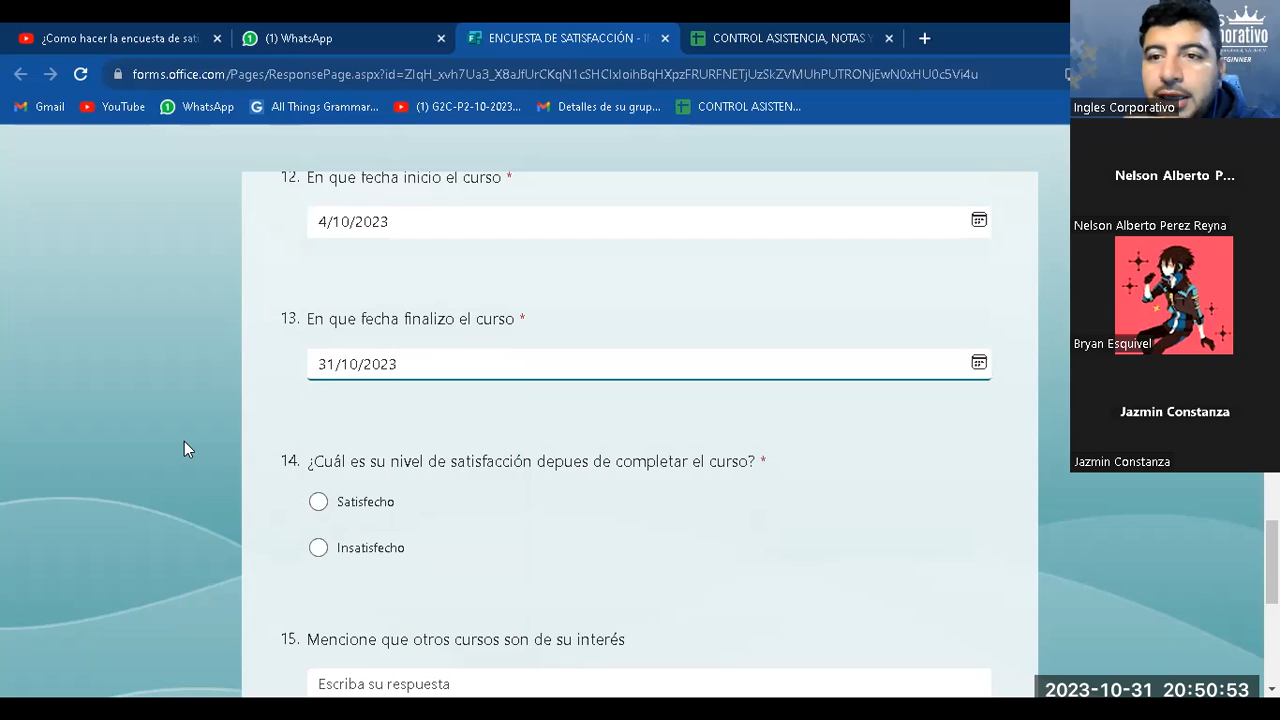 ¿Como hacer la encuesta de sati
(1) WhatsApp
ENCUESTA DE SATISFACCIÓN - I
CONTROL ASISTENCIA, NOTAS Y
forms.office.com/Pages/ResponsePage.aspx?id=ZIqH_xvh7Ua3_X8aJfUrCKqN1cSHCIxJoihBqHXpzFRURFNETjUzSkZVMUhPUTRONjEwN0xHU0c5Vi4u
Gmail
YouTube
WhatsApp
All Things Grammar...
(1) G2C-P2-10-2023...
Detalles de su grup...
CONTROL ASISTEN...
12. En que fecha inicio el curso *
4/10/2023
13. En que fecha finalizo el curso *
31/10/2023
14. ¿Cuál es su nivel de satisfacción depues de completar el curso? *
Satisfecho
Insatisfecho
15. Mencione que otros cursos son de su interés
Escriba su respuesta
Ingles Corporativo
Nelson Alberto P...
Nelson Alberto Perez Reyna
Bryan Esquivel
Jazmin Constanza
Jazmin Constanza
2023-10-31 20:50:53